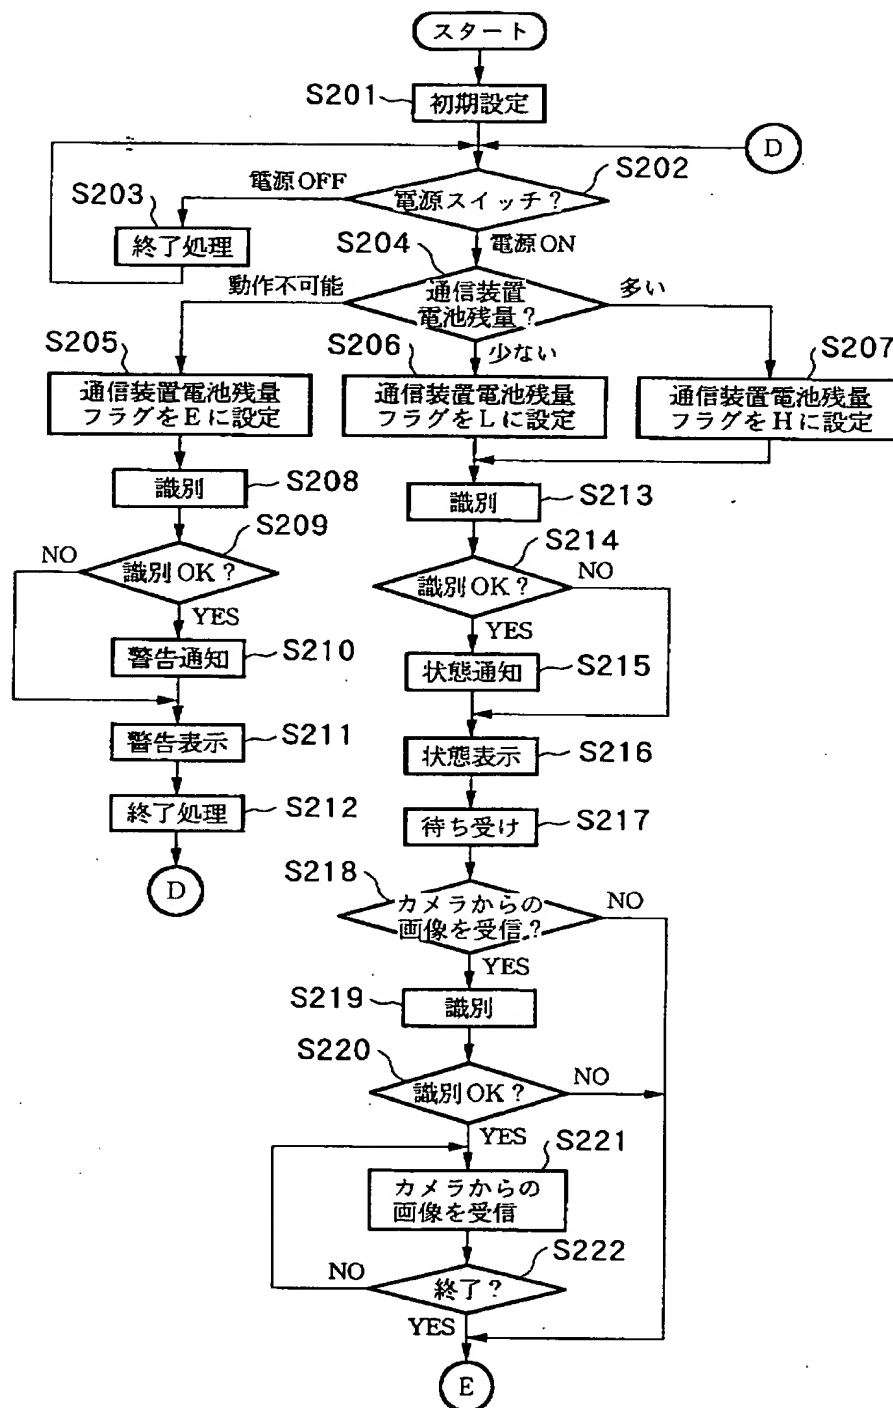 スタート
S201
初期設定
D
S202
電源OFF
電源スイッチ?
S203
終了処理
電源ON
S204
動作不可能
通信装置
電池残量?
多い
少ない
S205
通信装置電池残量
フラグをEに設定
S206
通信装置電池残量
フラグをLに設定
S207
通信装置電池残量
フラグをHに設定
識別
S208
S209
NO
識別OK?
YES
警告通知
S210
警告表示
S211
終了処理
S212
D
識別
S213
S214
識別OK?
NO
YES
状態通知
S215
状態表示
S216
待ち受け
S217
S218
カメラからの
画像を受信?
NO
YES
S219
識別
S220
識別OK?
NO
YES
S221
カメラからの
画像を受信
S222
NO
終了?
YES
E